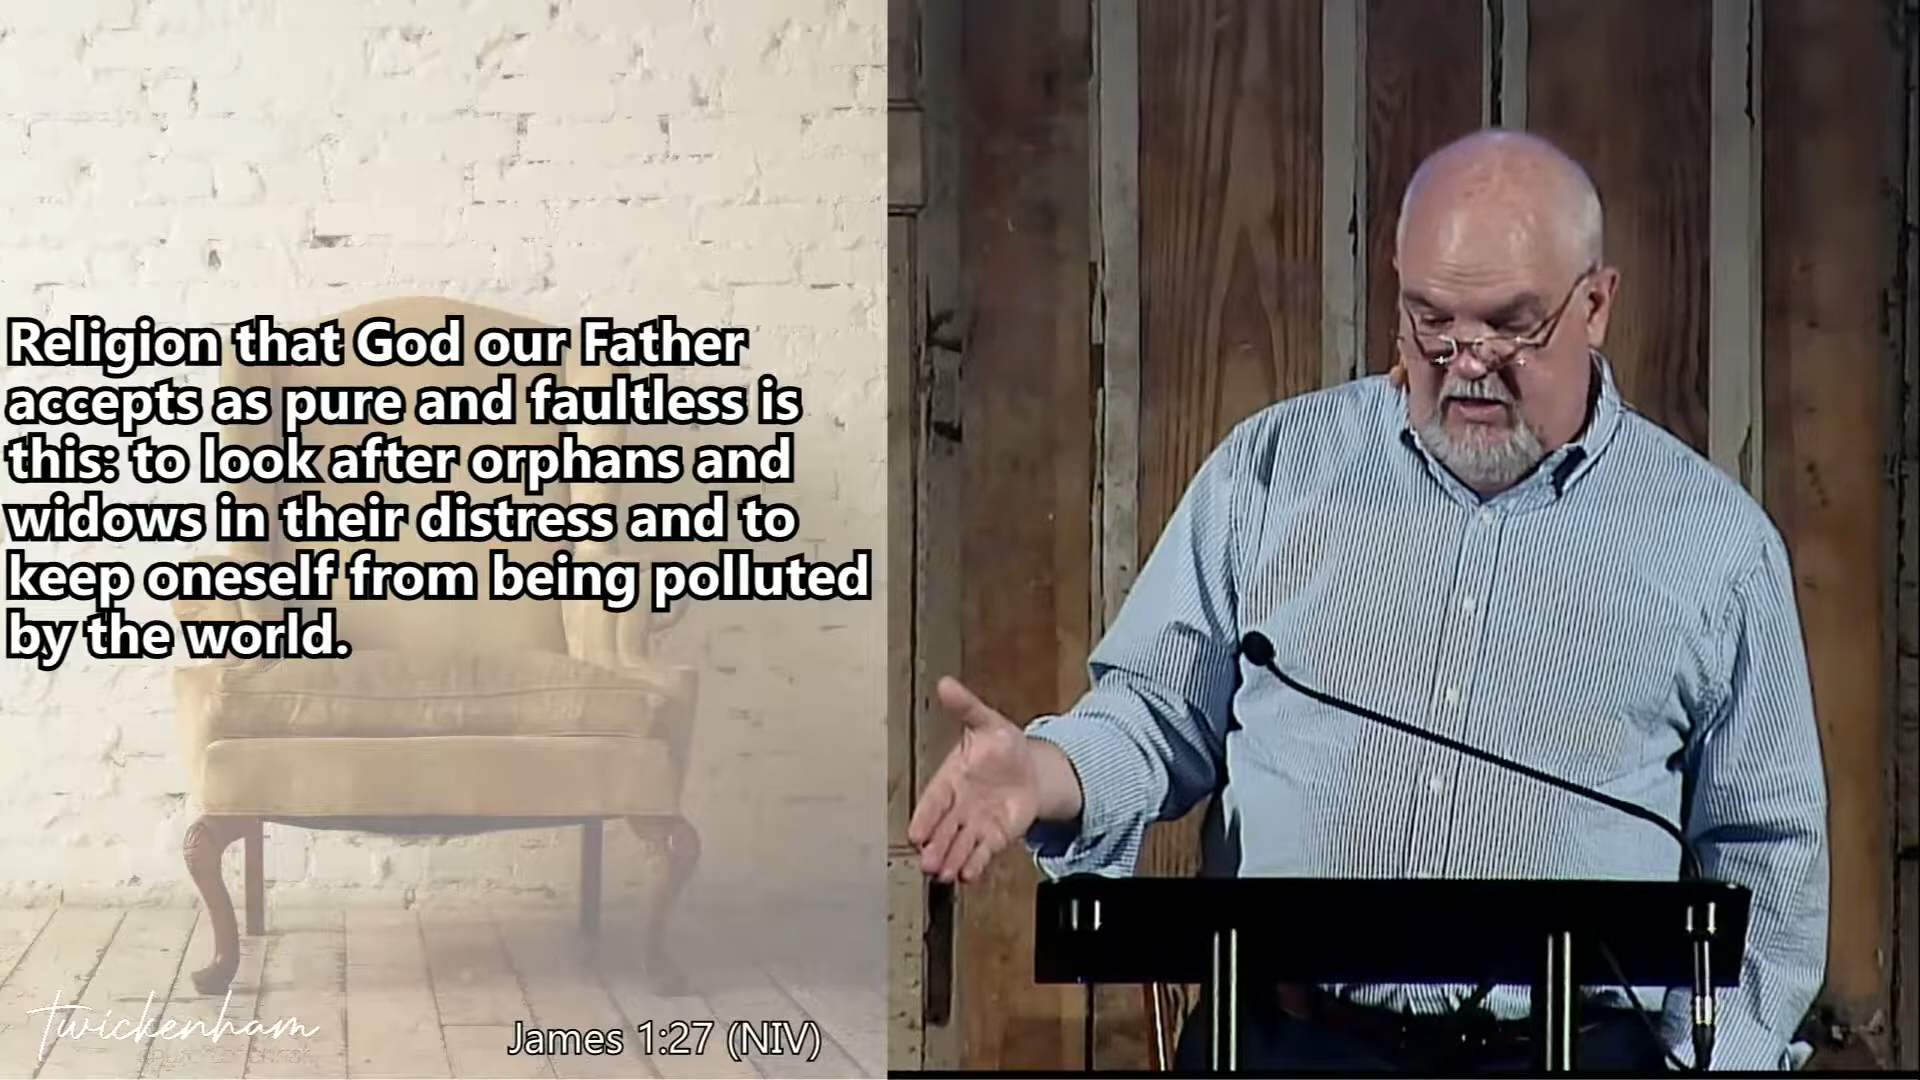 Religion that God our Father
accepts as pure and faultless is
this: to look after orphans and
widows in their distress and to
keep oneself from being polluted
by the world.
twickenham
James 1:27 (NIV)